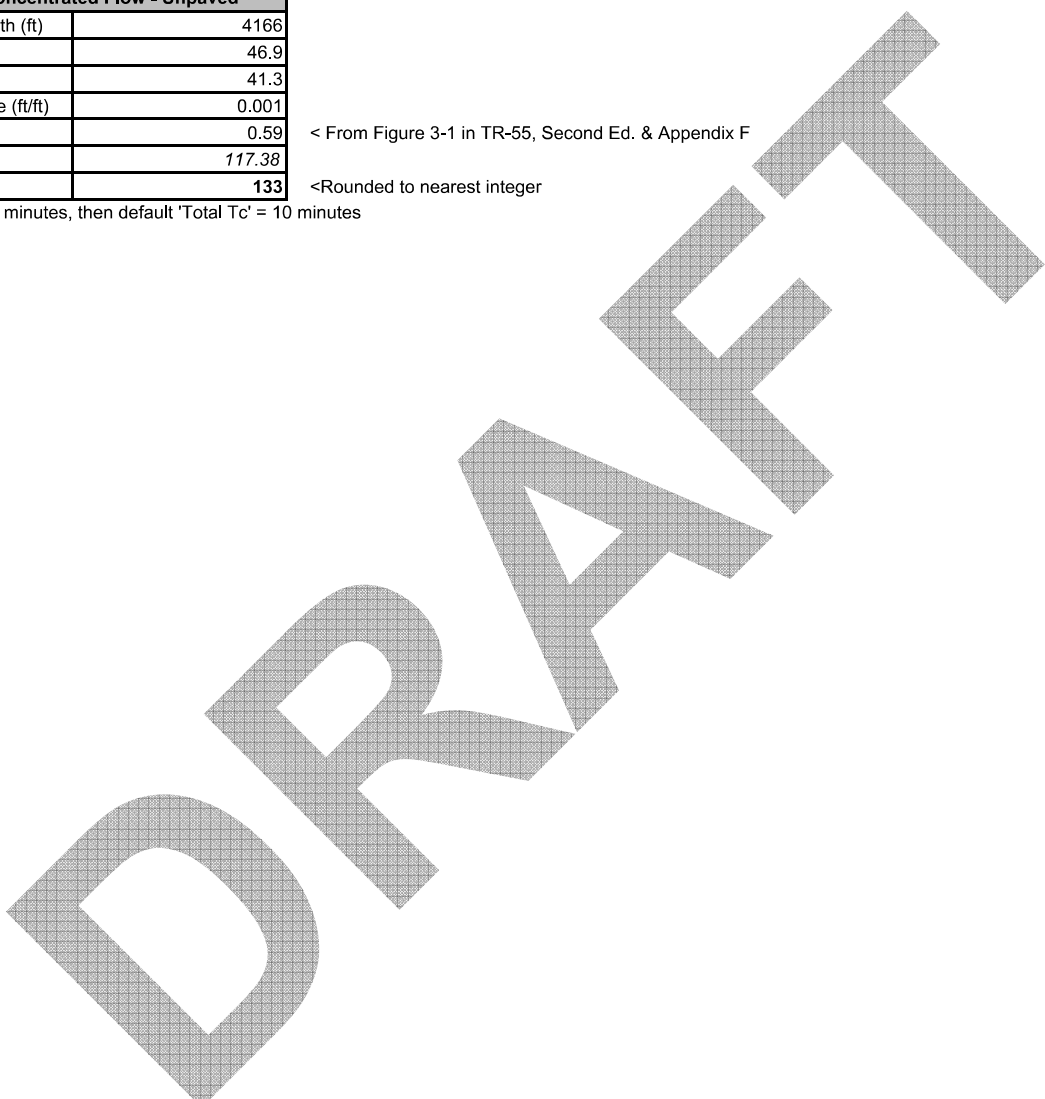 Concentrated Flow - Unpaved
th (ft) 4166
46.9
41.3
e (ft/ft) 0.001
0.59 < From Figure 3-1 in TR-55, Second Ed. & Appendix F
117.38
133 <Rounded to nearest integer
minutes, then default 'Total Tc' = 10 minutes
DRAFT